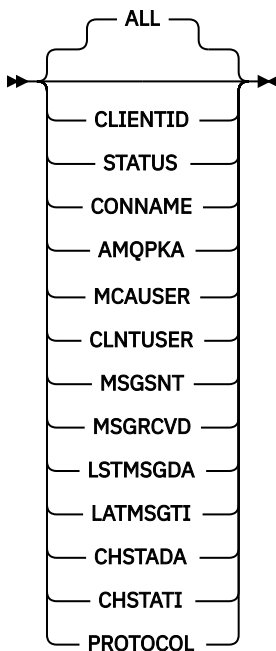 ALL
CLIENTID
STATUS
CONNAME
AMQPKA
MCAUSER
CLNTUSER
MSGSNT
MSGRCVD
LSTMSGDA
LATMSGTI
CHSTADA
CHSTATI
PROTOCOL